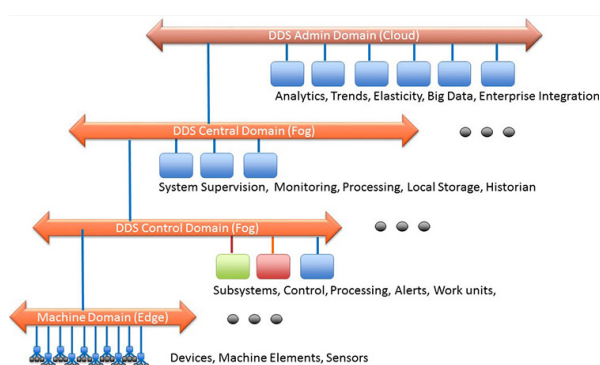 DDS Admin Domain (Cloud)
Analytics, Trends, Elasticity, Big Data, Enterprise Integration
DDS Central Domain (Fog)
System Supervision, Monitoring, Processing, Local Storage, Historian
DDS Control Domain (Fog)
Subsystems, Control, Processing, Alerts, Work units,
Machine Domain (Edge)
Devices, Machine Elements, Sensors